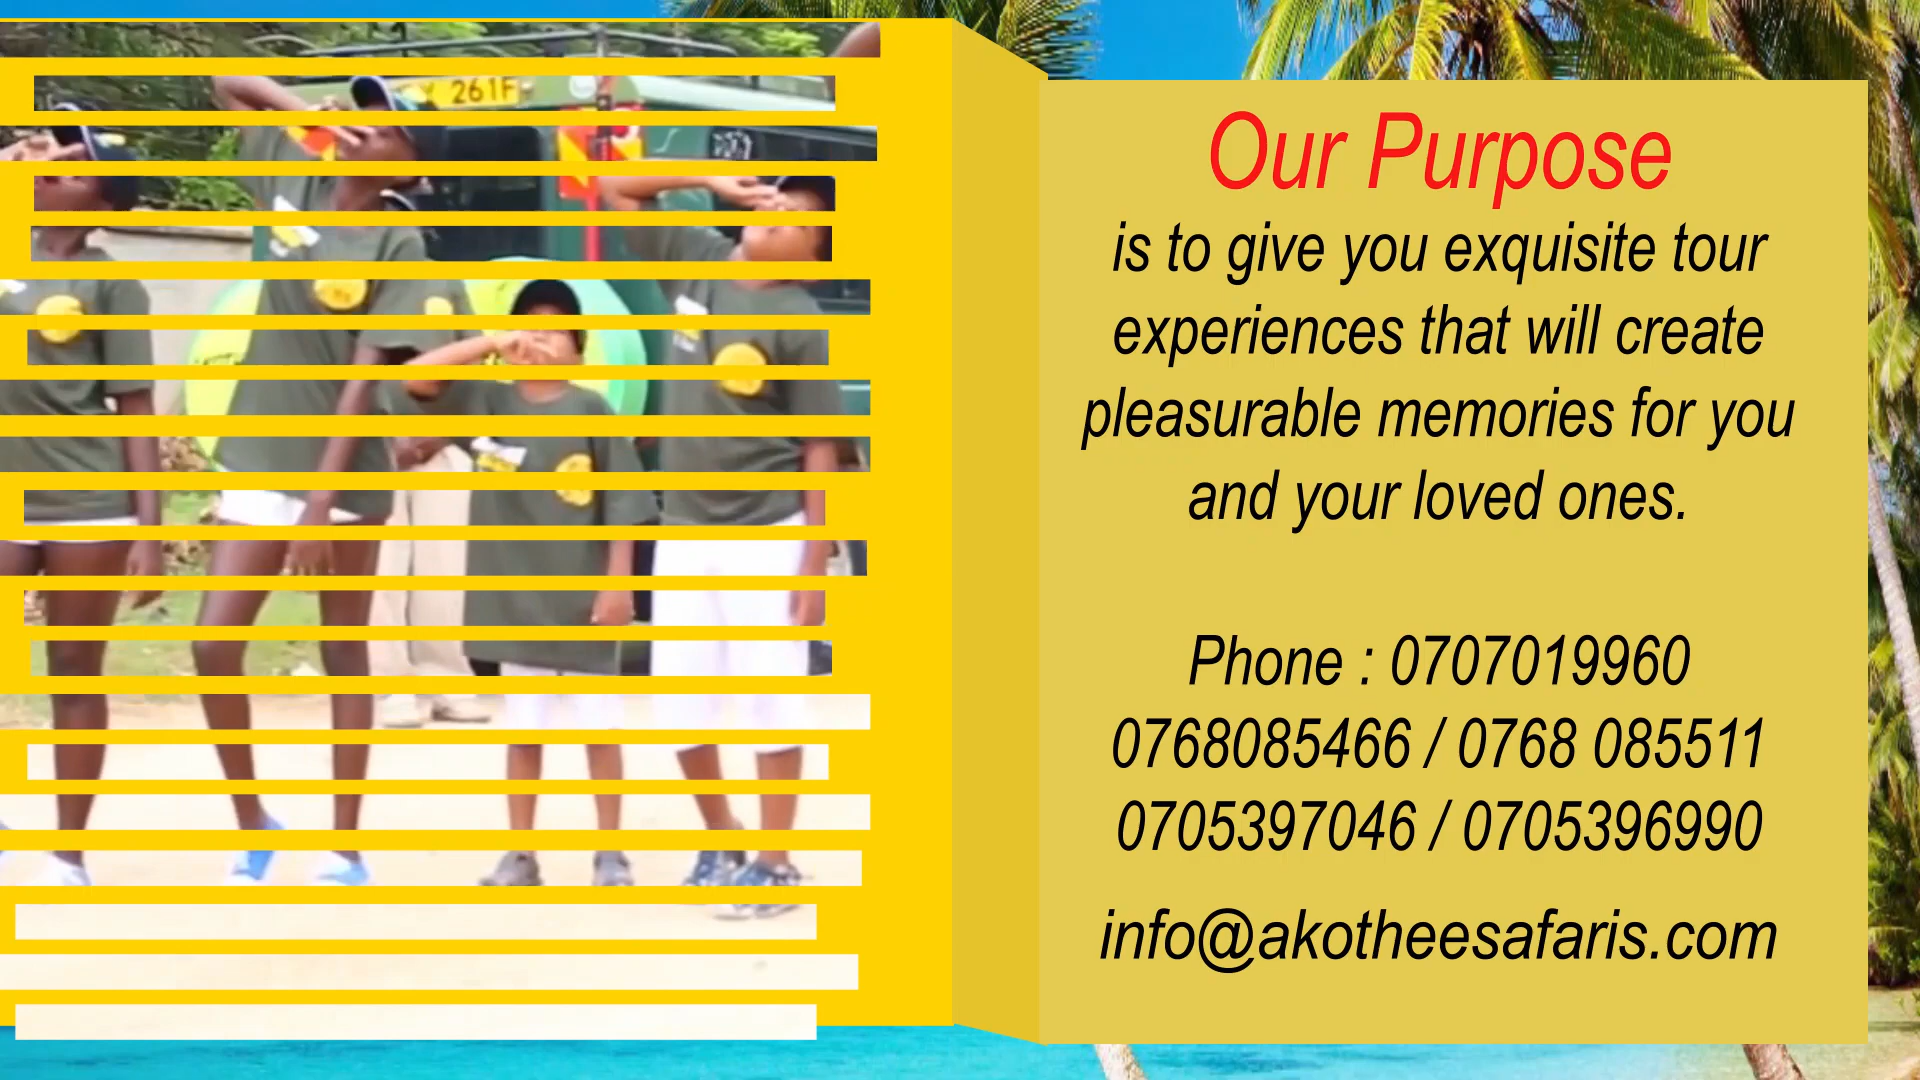 261F
Our Purpose
is to give you exquisite tour
experiences that will create
pleasurable memories for you
and your loved ones.
Phone : 0707019960
0768085466 / 0768 085511
0705397046 / 0705396990
info@akotheesafaris.com